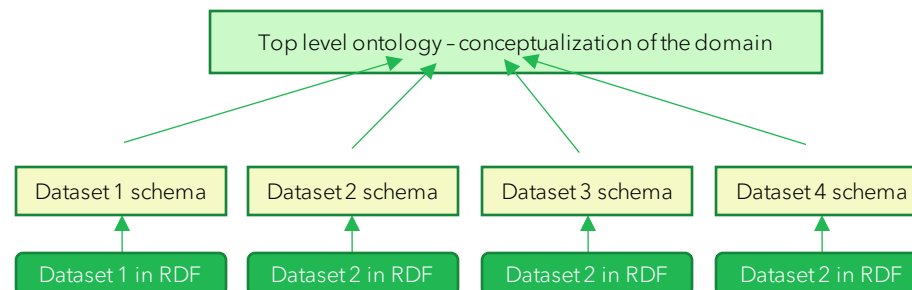 Top level ontology – conceptualization of the domain
Dataset 1 schema
Dataset 2 schema
Dataset 3 schema
Dataset 4 schema
Dataset 1 in RDF
Dataset 2 in RDF
Dataset 2 in RDF
Dataset 2 in RDF